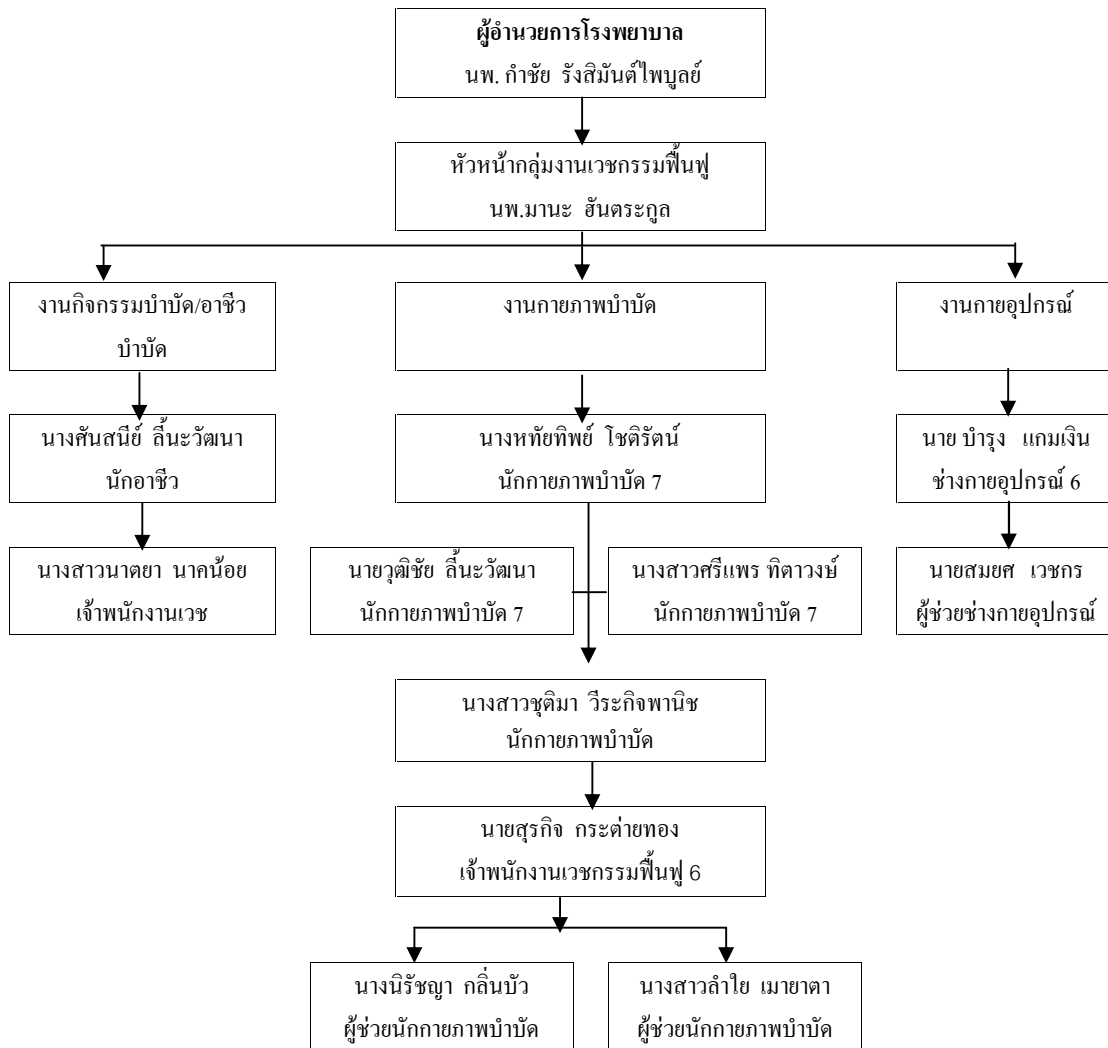 ผู้อำนวยการโรงพยาบาล
นพ. กำชัย รังสิมันต์ไพบูลย์
หัวหน้ากลุ่มงานเวชกรรมฟื้นฟู
นพ.มานะ ฮันตระกูล
งานกิจกรรมบำบัด/อาชีว
บำบัด
งานกายภาพบำบัด
งานกายอุปกรณ์
นางศันสนีย์ ลี้นะวัฒนา
นักอาชีว
นางหทัยทิพย์ โชติรัตน์
นักกายภาพบำบัด 7
นาย บำรุง แกมเงิน
ช่างกายอุปกรณ์ 6
นางสาวนาตยา นาคน้อย
เจ้าพนักงานเวช
นายวุฒิชัย ลี้นะวัฒนา
นักกายภาพบำบัด 7
นางสาวศรีแพร ทิตาวงษ์
นักกายภาพบำบัด 7
นายสมยศ เวชกร
ผู้ช่วยช่างกายอุปกรณ์
นางสาวชุติมา วีระกิจพานิช
นักกายภาพบำบัด
นายสุรกิจ กระต่ายทอง
เจ้าพนักงานเวชกรรมฟื้นฟู 6
นางนิรัชญา กลิ่นบัว
ผู้ช่วยนักกายภาพบำบัด
นางสาวลำใย เมายาตา
ผู้ช่วยนักกายภาพบำบัด